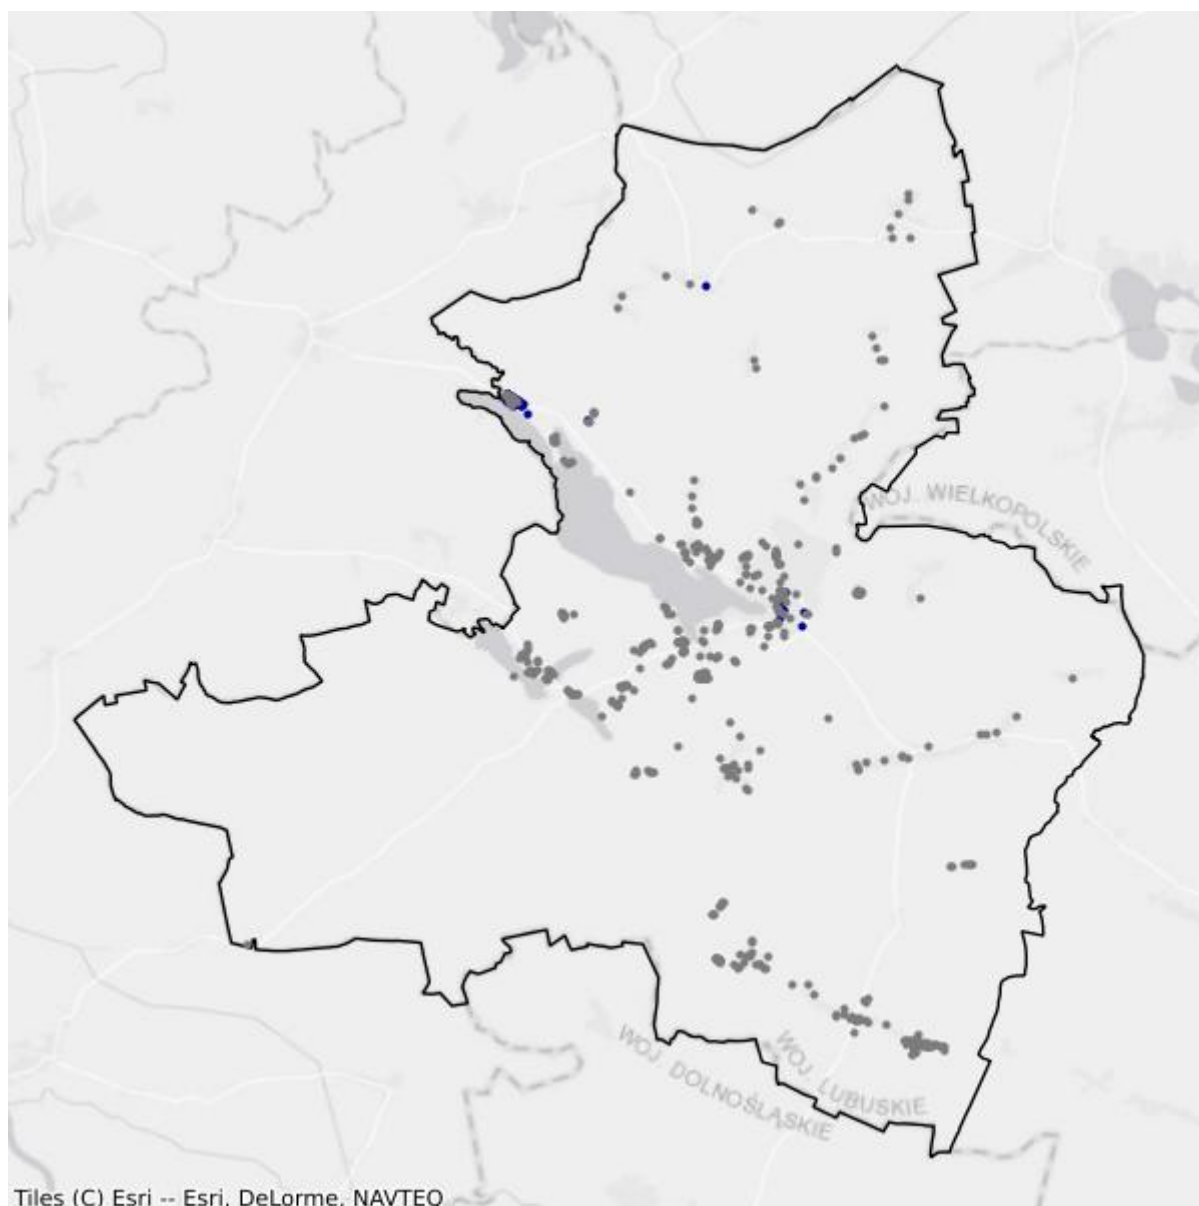 WOJ. WIELKOPOLSKIE
WOJ. LUBUSKIE
WOJ. DOLNOŚLĄSKIE
Tiles (C) Esri -- Esri, DeLorme, NAVTEQ